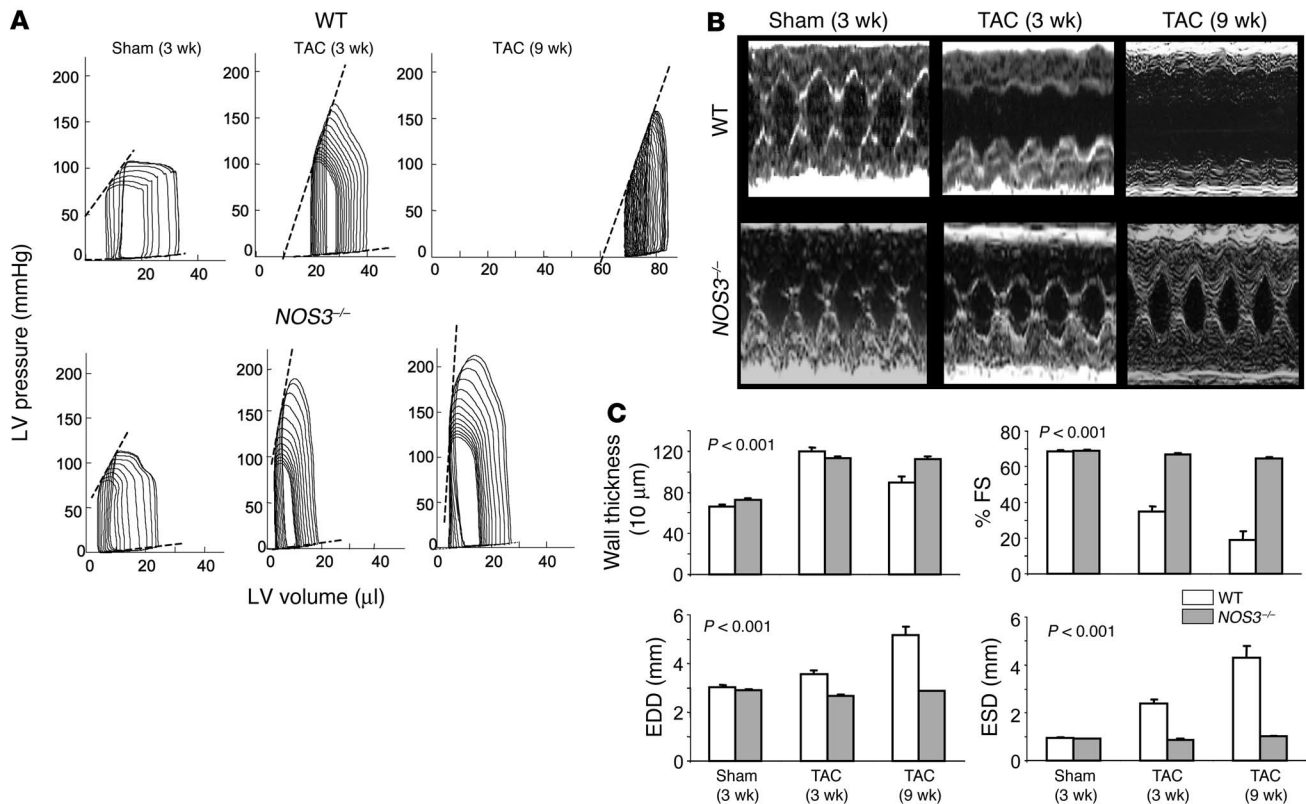 A
WT
Sham (3 wk)
TAC (3 wk)
TAC (9 wk)
200
150
100
50
0
20
40
200
150
100
50
0
0
20
40
200
150
100
50
0
0
20
40
60
80
LV pressure (mmHg)
NOS3–/–
200
150
100
50
0
0
20
40
200
150
100
50
0
0
20
40
200
150
100
50
0
0
20
40
LV volume (μl)
B
Sham (3 wk)
TAC (3 wk)
TAC (9 wk)
WT
NOS3–/–
C
Wall thickness
(10 μm)
P < 0.001
120
80
40
0
% FS
P < 0.001
80
60
40
20
0
WT
NOS3–/–
EDD (mm)
P < 0.001
6
4
2
0
Sham
(3 wk)
TAC
(3 wk)
TAC
(9 wk)
ESD (mm)
P < 0.001
6
4
2
0
Sham
(3 wk)
TAC
(3 wk)
TAC
(9 wk)